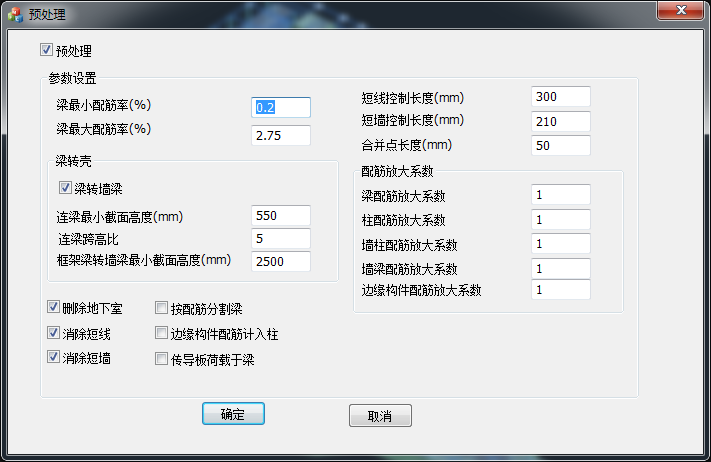 预处理
预处理
参数设置
梁最小配筋率(%) 0.2
梁最大配筋率(%) 2.75
梁转壳
梁转墙梁
连梁最小截面高度(mm) 550
连梁跨高比 5
框架梁转墙梁最小截面高度(mm) 2500
短线控制长度(mm) 300
短墙控制长度(mm) 210
合并点长度(mm) 50
配筋放大系数
梁配筋放大系数 1
柱配筋放大系数 1
墙柱配筋放大系数 1
墙梁配筋放大系数 1
边缘构件配筋放大系数 1
删除地下室 按配筋分割梁
消除短线 边缘构件配筋计入柱
消除短墙 传导板荷载于梁
确定 取消